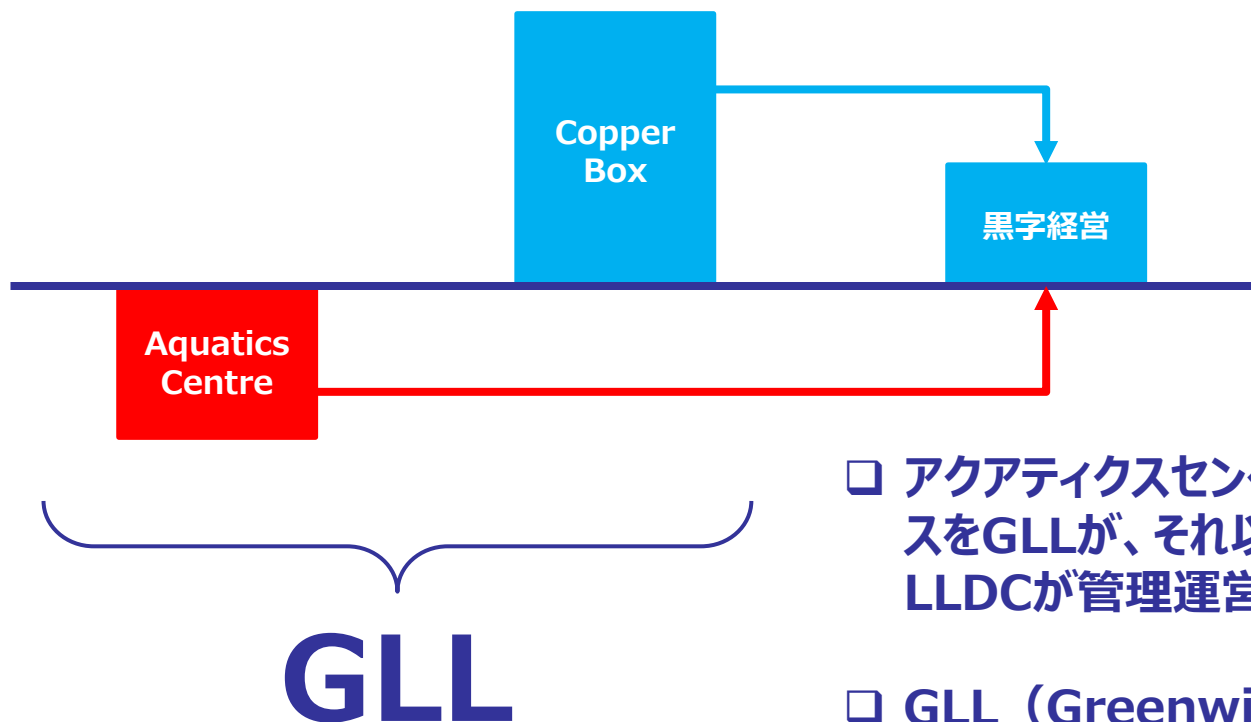 Copper
Box
黒字経営
Aquatics
Centre
GLL
❑ アクアティクスセン
スをGLLが、それ以
LLDCが管理運営
❑ GLL（Greenwi